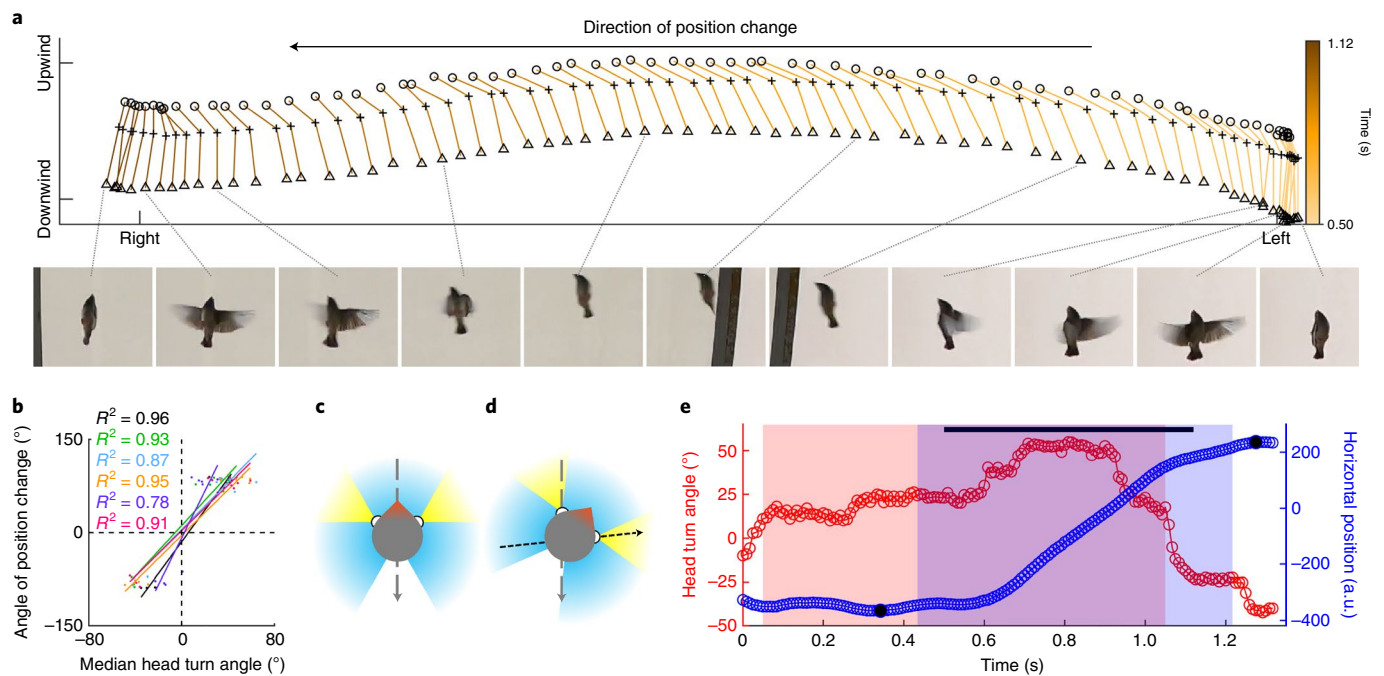 a
Direction of position change
Upwind
Downwind
Right
Left
1.12
Time (s)
0.50
b
R² = 0.96
R² = 0.93
R² = 0.87
R² = 0.95
R² = 0.78
R² = 0.91
150
0
−150
−80
0
80
Angle of position change (°)
Median head turn angle (°)
c
d
e
50
25
0
−25
−50
Head turn angle (°)
200
0
−200
−400
Horizontal position (a.u.)
0
0.2
0.4
0.6
0.8
1.0
1.2
Time (s)